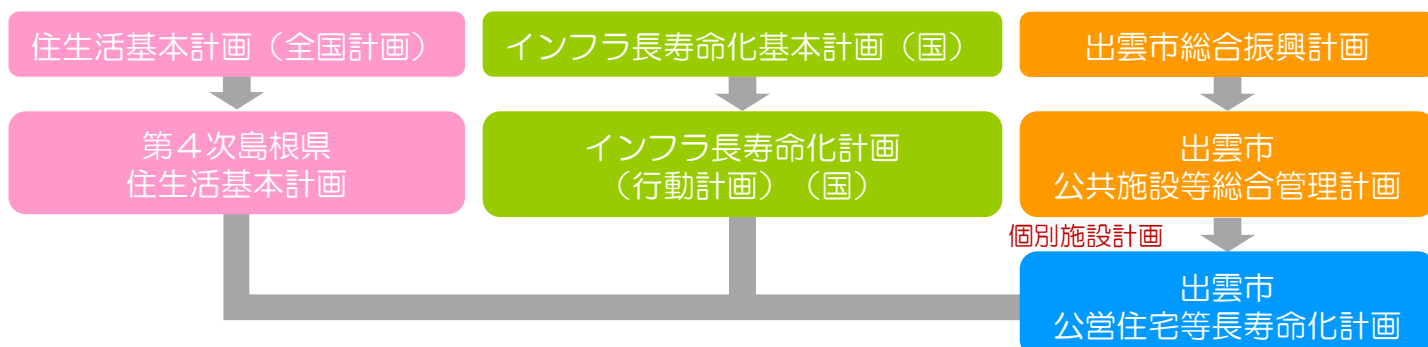 住生活基本計画（全国計画）
インフラ長寿命化基本計画（国）
出雲市総合振興計画
第４次島根県
住生活基本計画
インフラ長寿命化計画
（行動計画）（国）
出雲市
公共施設等総合管理計画
個別施設計画
出雲市
公営住宅等長寿命化計画